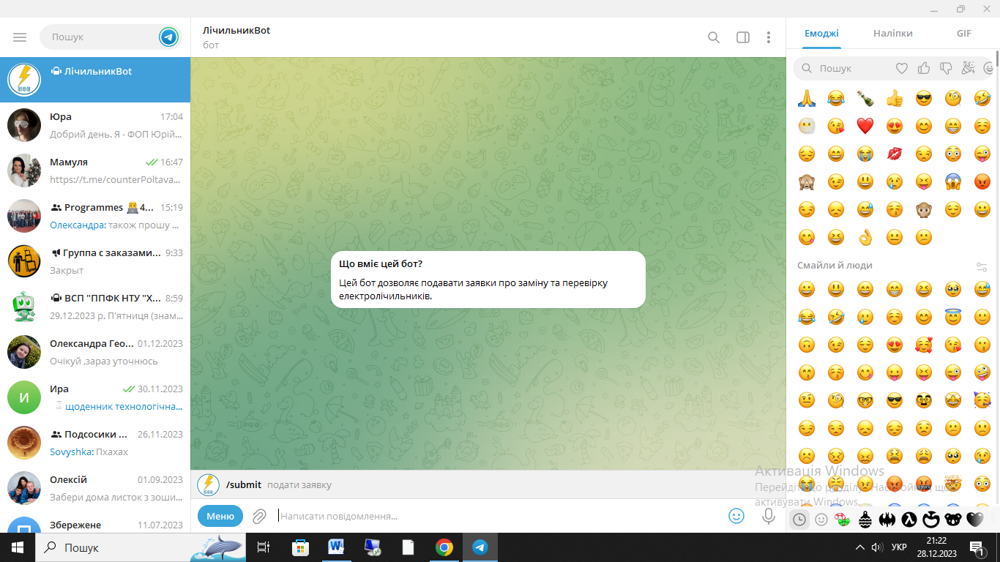 Пошук
ЛічильникBot
бот
Емоджі
Наліпки
GIF
ЛічильникBot
Пошук
Юра 17:04
Добрий день. Я - ФОП Юрій...
Мамуля 16:47
https://t.me/counterPoltava...
Programmes 4... 15:19
Олександра: також прошу ...
Группа с заказами... 9:33
Закрыт
ВСП "ППФК НТУ "Х... 8:59
29.12.2023 р. П'ятниця (знам...
Олександра Гео... 01.12.2023
Очікуй ,зараз уточнюсь
И
Ира 30.11.2023
щоденник технологічна...
Подсосики ... 26.11.2023
Sovyshka: Пхахах
Олексій 01.09.2023
Забери дома листок з зоши...
Збережене 11.07.2023
Що вміє цей бот?
Цей бот дозволяє подавати заявки про заміну та перевірку
електролічильників.
/submit подати заявку
Меню
Написати повідомлення...
Смайли й люди
Активація Windows
Перейдіть до розділу "Настройки", щоб
активувати Windows.
Пошук
УКР
21:22
28.12.2023
1